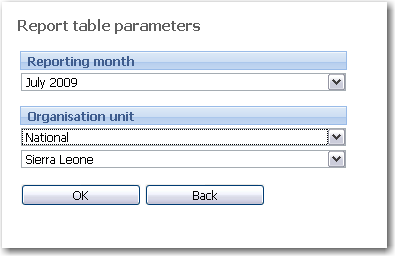 Report table parameters
Reporting month
July 2009
Organisation unit
National
Sierra Leone
OK Back